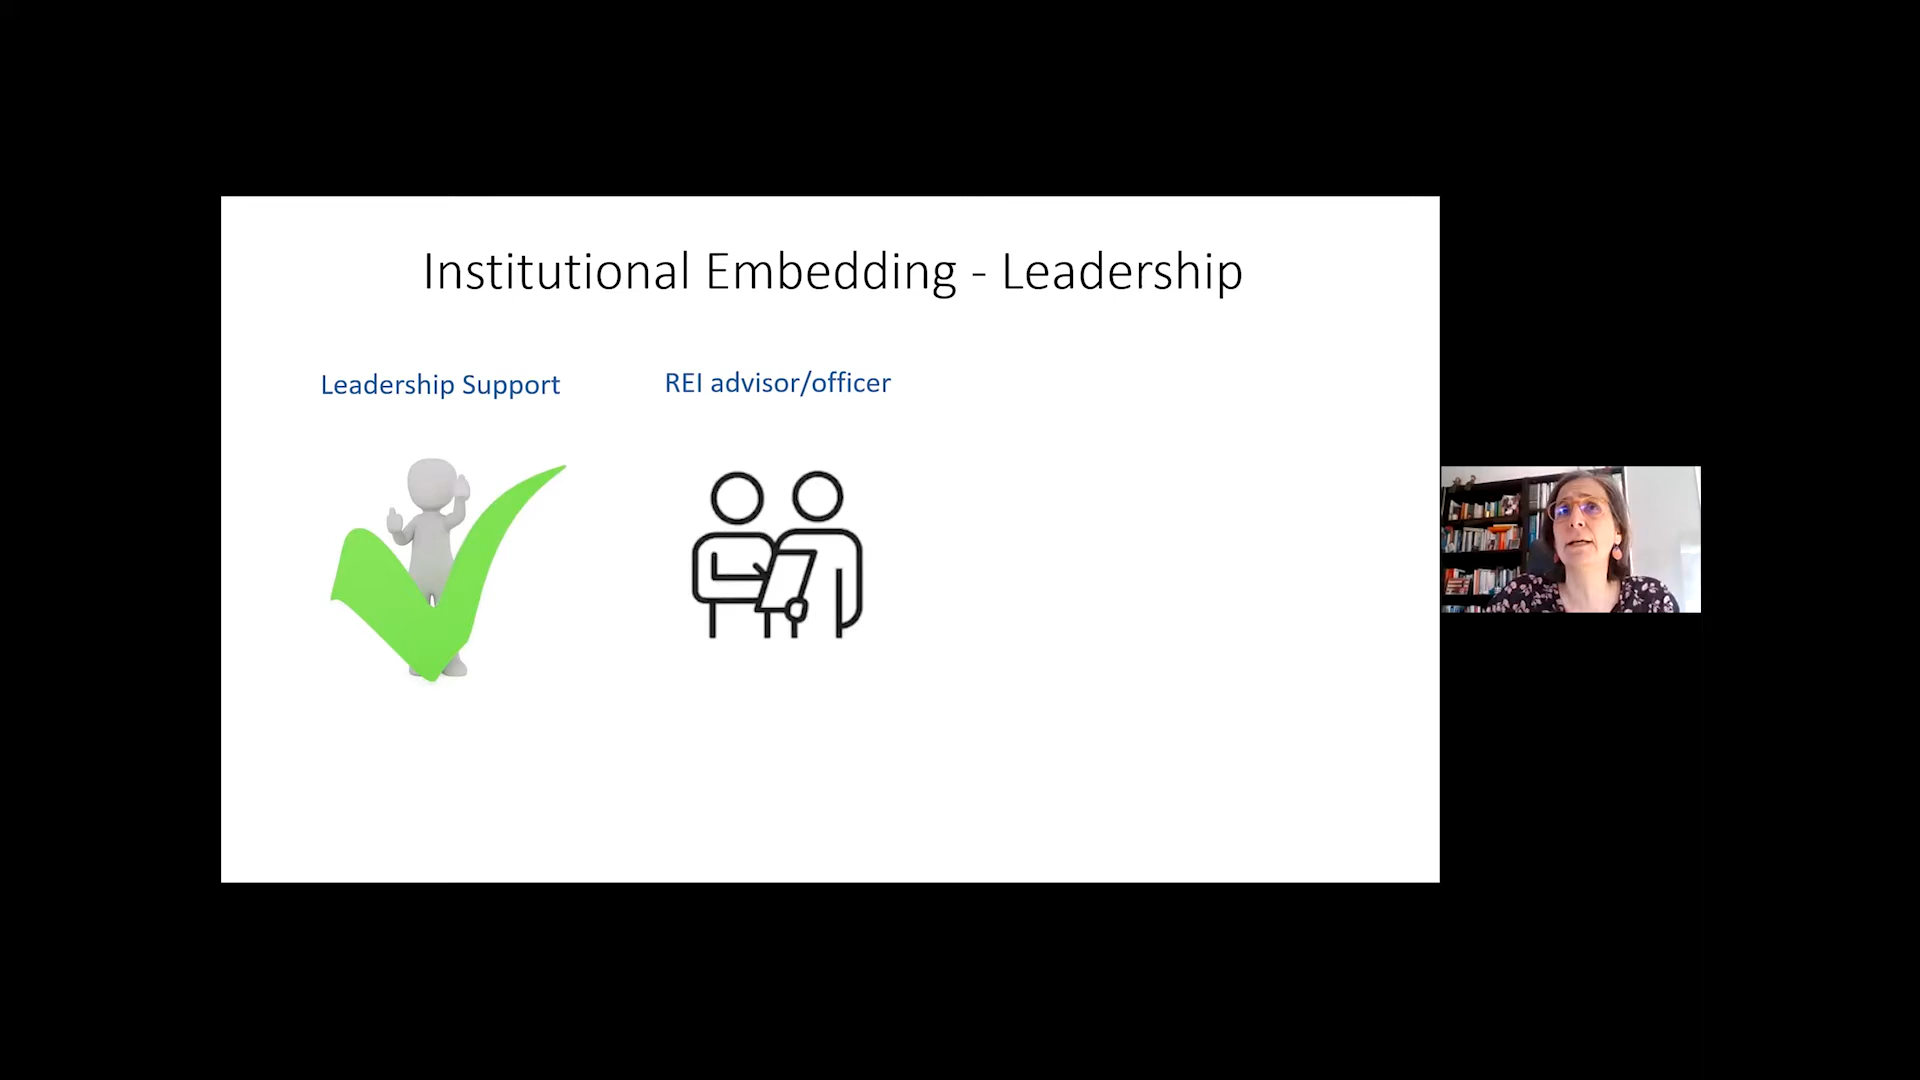 Institutional Embedding - Leadership
Leadership Support
REI advisor/officer